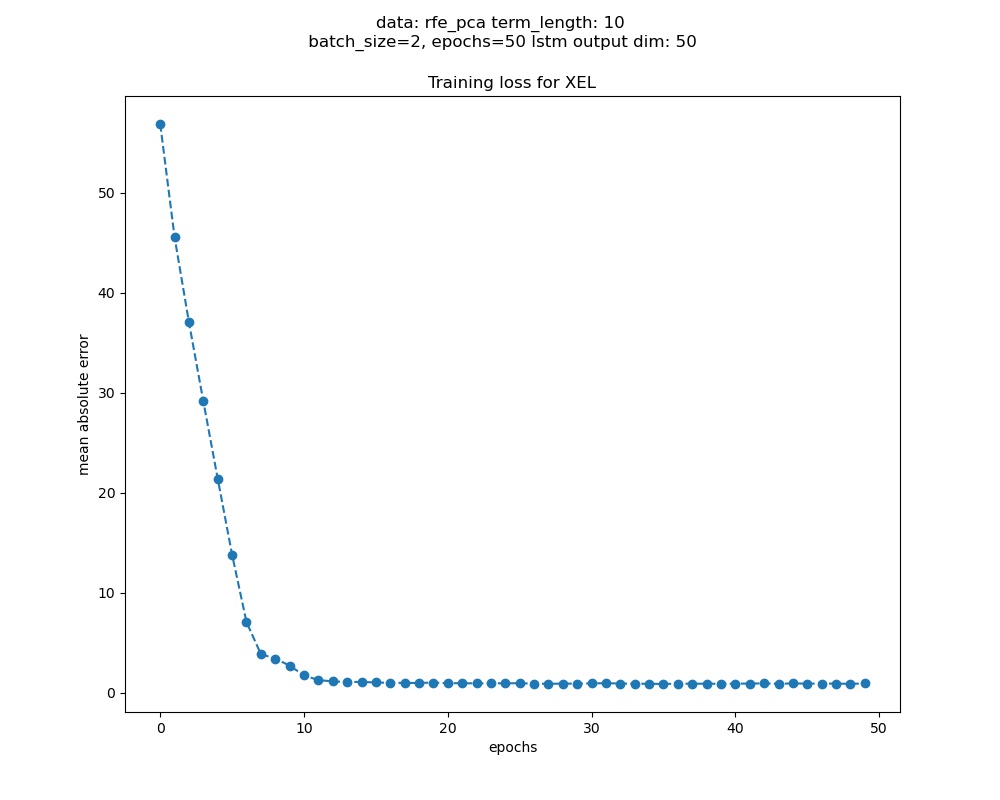 data: rfe_pca term_length: 10
batch_size=2, epochs=50 lstm output dim: 50
Training loss for XEL
50
40
30
20
10
0
mean absolute error
0 10 20 30 40 50
epochs